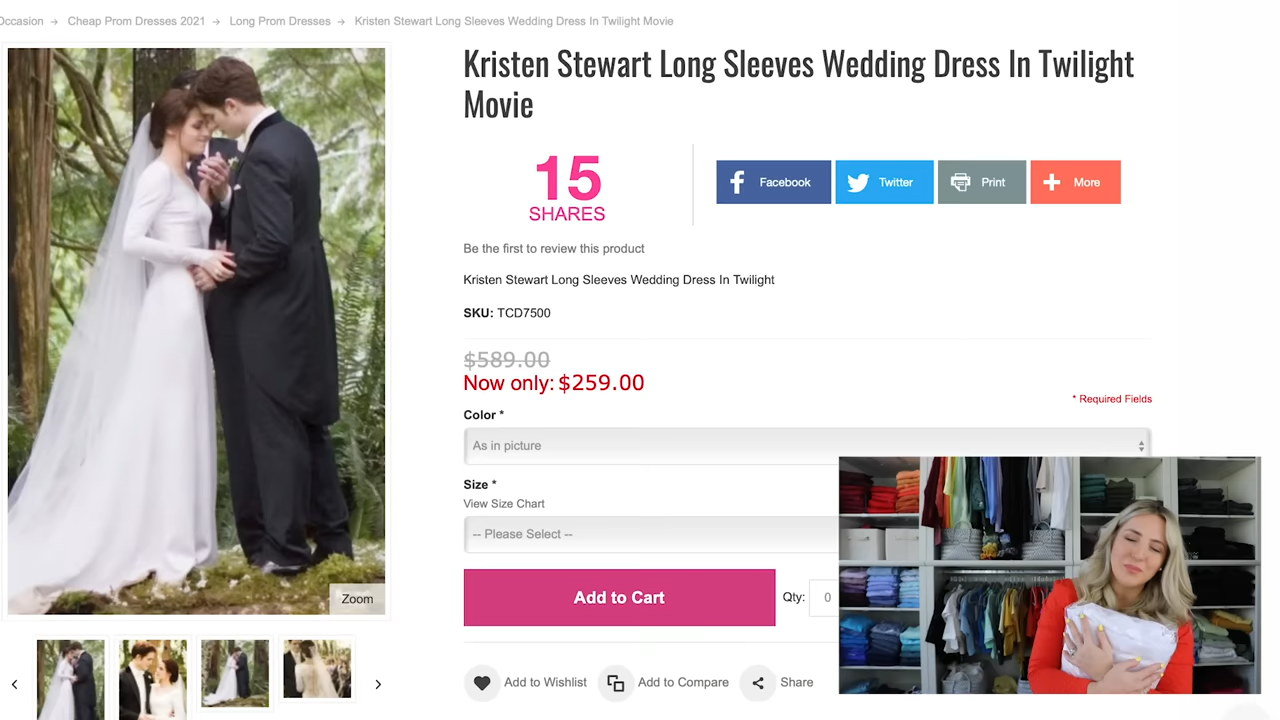 Occasion → Cheap Prom Dresses 2021 → Long Prom Dresses → Kristen Stewart Long Sleeves Wedding Dress In Twilight Movie
Kristen Stewart Long Sleeves Wedding Dress In Twilight
Movie
15
SHARES
Facebook
Twitter
Print
More
Be the first to review this product
Kristen Stewart Long Sleeves Wedding Dress In Twilight
SKU: TCD7500
$589.00
Now only: $259.00
* Required Fields
Color *
As in picture
Size *
View Size Chart
-- Please Select --
Zoom
Add to Cart
Qty: 0
Add to Wishlist
Add to Compare
Share